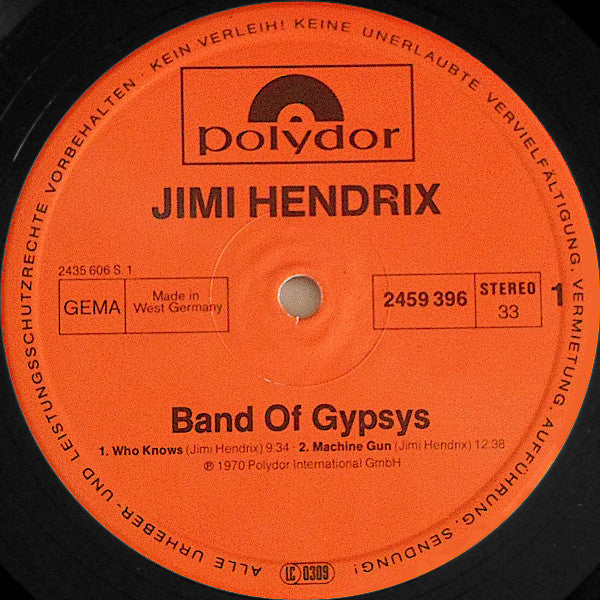 polydor
JIMI HENDRIX
2435 606 S. 1
GEMA
Made in
West Germany
2459 396
STEREO
33
1
Band Of Gypsys
1. Who Knows (Jimi Hendrix) 9:34 · 2. Machine Gun (Jimi Hendrix) 12:38
℗ 1970 Polydor International GmbH
ALLE URHEBER- UND LEISTUNGSSCHUTZRECHTE VORBEHALTEN · KEIN VERLEIH! KEINE UNERLAUBTE VERVIELFÄLTIGUNG, VERMIETUNG, AUFFÜHRUNG, SENDUNG!
LC 0309